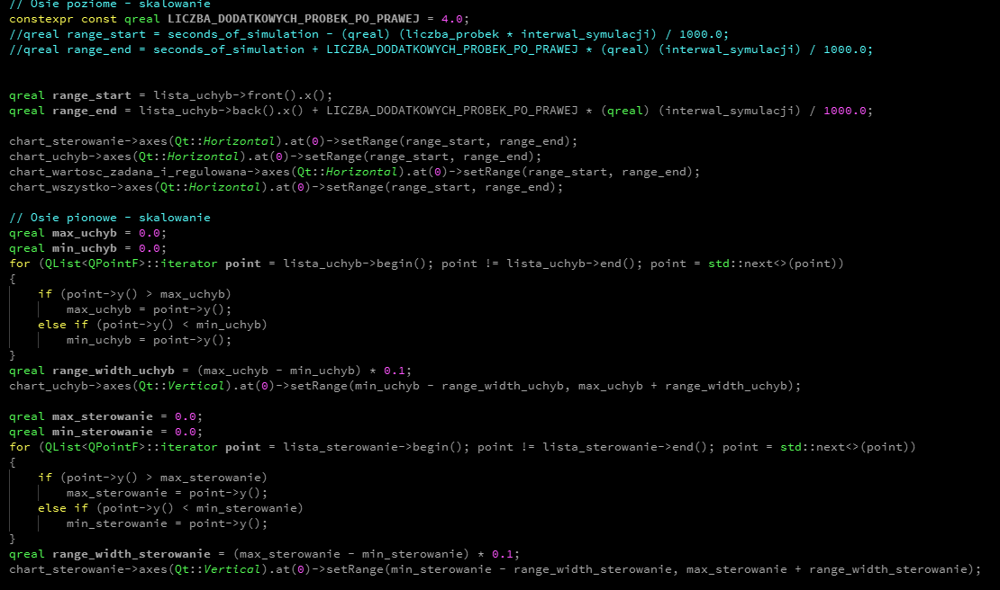 // Osie poziome - skalowanie
constexpr const qreal LICZBA_DODATKOWYCH_PROBEK_PO_PRAWEJ = 4.0;
//qreal range_start = seconds_of_simulation - (qreal) (liczba_probek * interwal_symulacji) / 1000.0;
//qreal range_end = seconds_of_simulation + LICZBA_DODATKOWYCH_PROBEK_PO_PRAWEJ * (qreal) (interwal_symulacji) / 1000.0;
qreal range_start = lista_uchyb->front().x();
qreal range_end = lista_uchyb->back().x() + LICZBA_DODATKOWYCH_PROBEK_PO_PRAWEJ * (qreal) (interwal_symulacji) / 1000.0;
chart_sterowanie->axes(Qt::Horizontal).at(0)->setRange(range_start, range_end);
chart_uchyb->axes(Qt::Horizontal).at(0)->setRange(range_start, range_end);
chart_wartosc_zadana_i_regulowana->axes(Qt::Horizontal).at(0)->setRange(range_start, range_end);
chart_wszystko->axes(Qt::Horizontal).at(0)->setRange(range_start, range_end);
// Osie pionowe - skalowanie
qreal max_uchyb = 0.0;
qreal min_uchyb = 0.0;
for (QList<QPointF>::iterator point = lista_uchyb->begin(); point != lista_uchyb->end(); point = std::next<>(point))
{
if (point->y() > max_uchyb)
max_uchyb = point->y();
else if (point->y() < min_uchyb)
min_uchyb = point->y();
}
qreal range_width_uchyb = (max_uchyb - min_uchyb) * 0.1;
chart_uchyb->axes(Qt::Vertical).at(0)->setRange(min_uchyb - range_width_uchyb, max_uchyb + range_width_uchyb);
qreal max_sterowanie = 0.0;
qreal min_sterowanie = 0.0;
for (QList<QPointF>::iterator point = lista_sterowanie->begin(); point != lista_sterowanie->end(); point = std::next<>(point))
{
if (point->y() > max_sterowanie)
max_sterowanie = point->y();
else if (point->y() < min_sterowanie)
min_sterowanie = point->y();
}
qreal range_width_sterowanie = (max_sterowanie - min_sterowanie) * 0.1;
chart_sterowanie->axes(Qt::Vertical).at(0)->setRange(min_sterowanie - range_width_sterowanie, max_sterowanie + range_width_sterowanie);